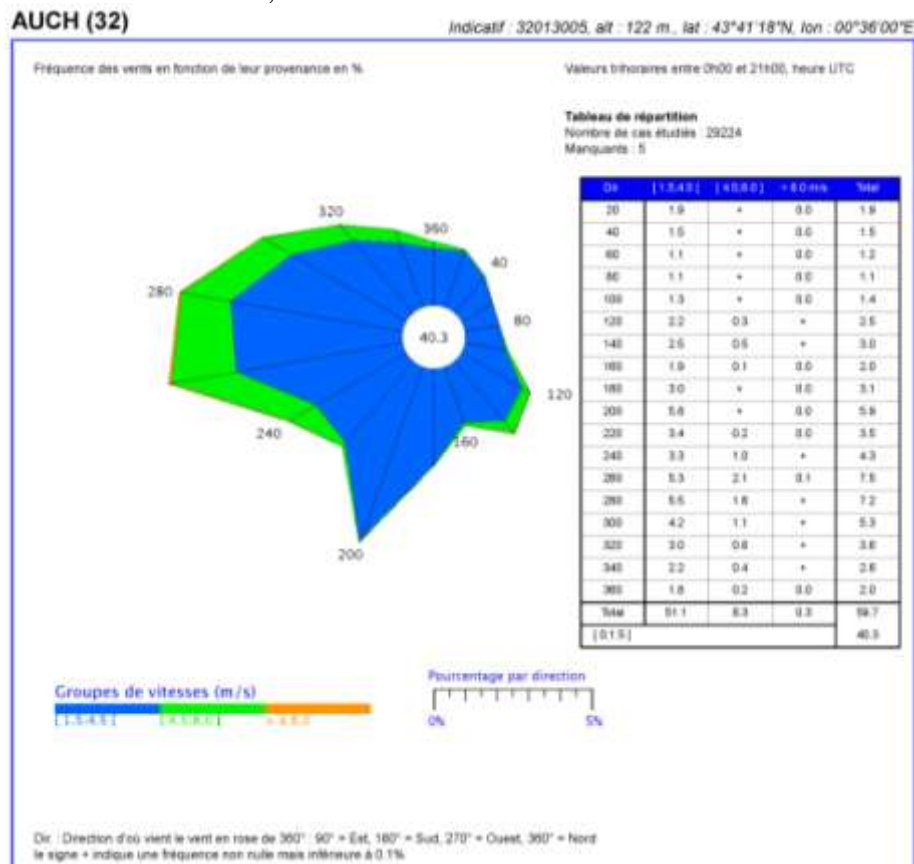 AUCH (32)
Indicatif : 32013005, alt : 122 m., lat : 43°41'18"N, lon : 00°36'00"E
Fréquence des vents en fonction de leur provenance en %
Valeurs trihoraires entre 0h00 et 21h00, heure UTC
Tableau de répartition
Nombre de cas étudiés : 29224
Manquants : 5
Dir. [ 1.5;4.5 [ [ 4.5;8.0 ] > 8.0 m/s Total
20 1.9 + 0.0 1.9
40 1.5 + 0.0 1.5
60 1.1 + 0.0 1.2
80 1.1 + 0.0 1.1
100 1.3 + 0.0 1.4
120 2.2 0.3 + 2.5
140 2.5 0.5 + 3.0
160 1.9 0.1 0.0 2.0
180 3.0 + 0.0 3.1
200 + 0.0
220 3.4 0.2 0.0 3.5
240 3.3 1.0 + 4.3
260 5.3 2.1 0.1 7.5
280 5.5 1.6 + 7.2
300 4.2 1.1 + 5.3
320 3.0 + 
340 2.2 0.4 + 2.6
360 1.8 0.2 0.0 2.0
Total 51.1 8.3 0.3 59.7
[ 0;1.5 [ 40.3
320
360
40
280
80
40.3
120
240
160
200
Groupes de vitesses (m/s)
[ 1.5;4.5 [ [ 4.5;8.0 ] > à 8.0
Pourcentage par direction
0% 5%
Dir. : Direction d'où vient le vent en rose de 360° : 90° = Est, 180° = Sud, 270° = Ouest, 360° = Nord
le signe + indique une fréquence non nulle mais inférieure à 0.1%